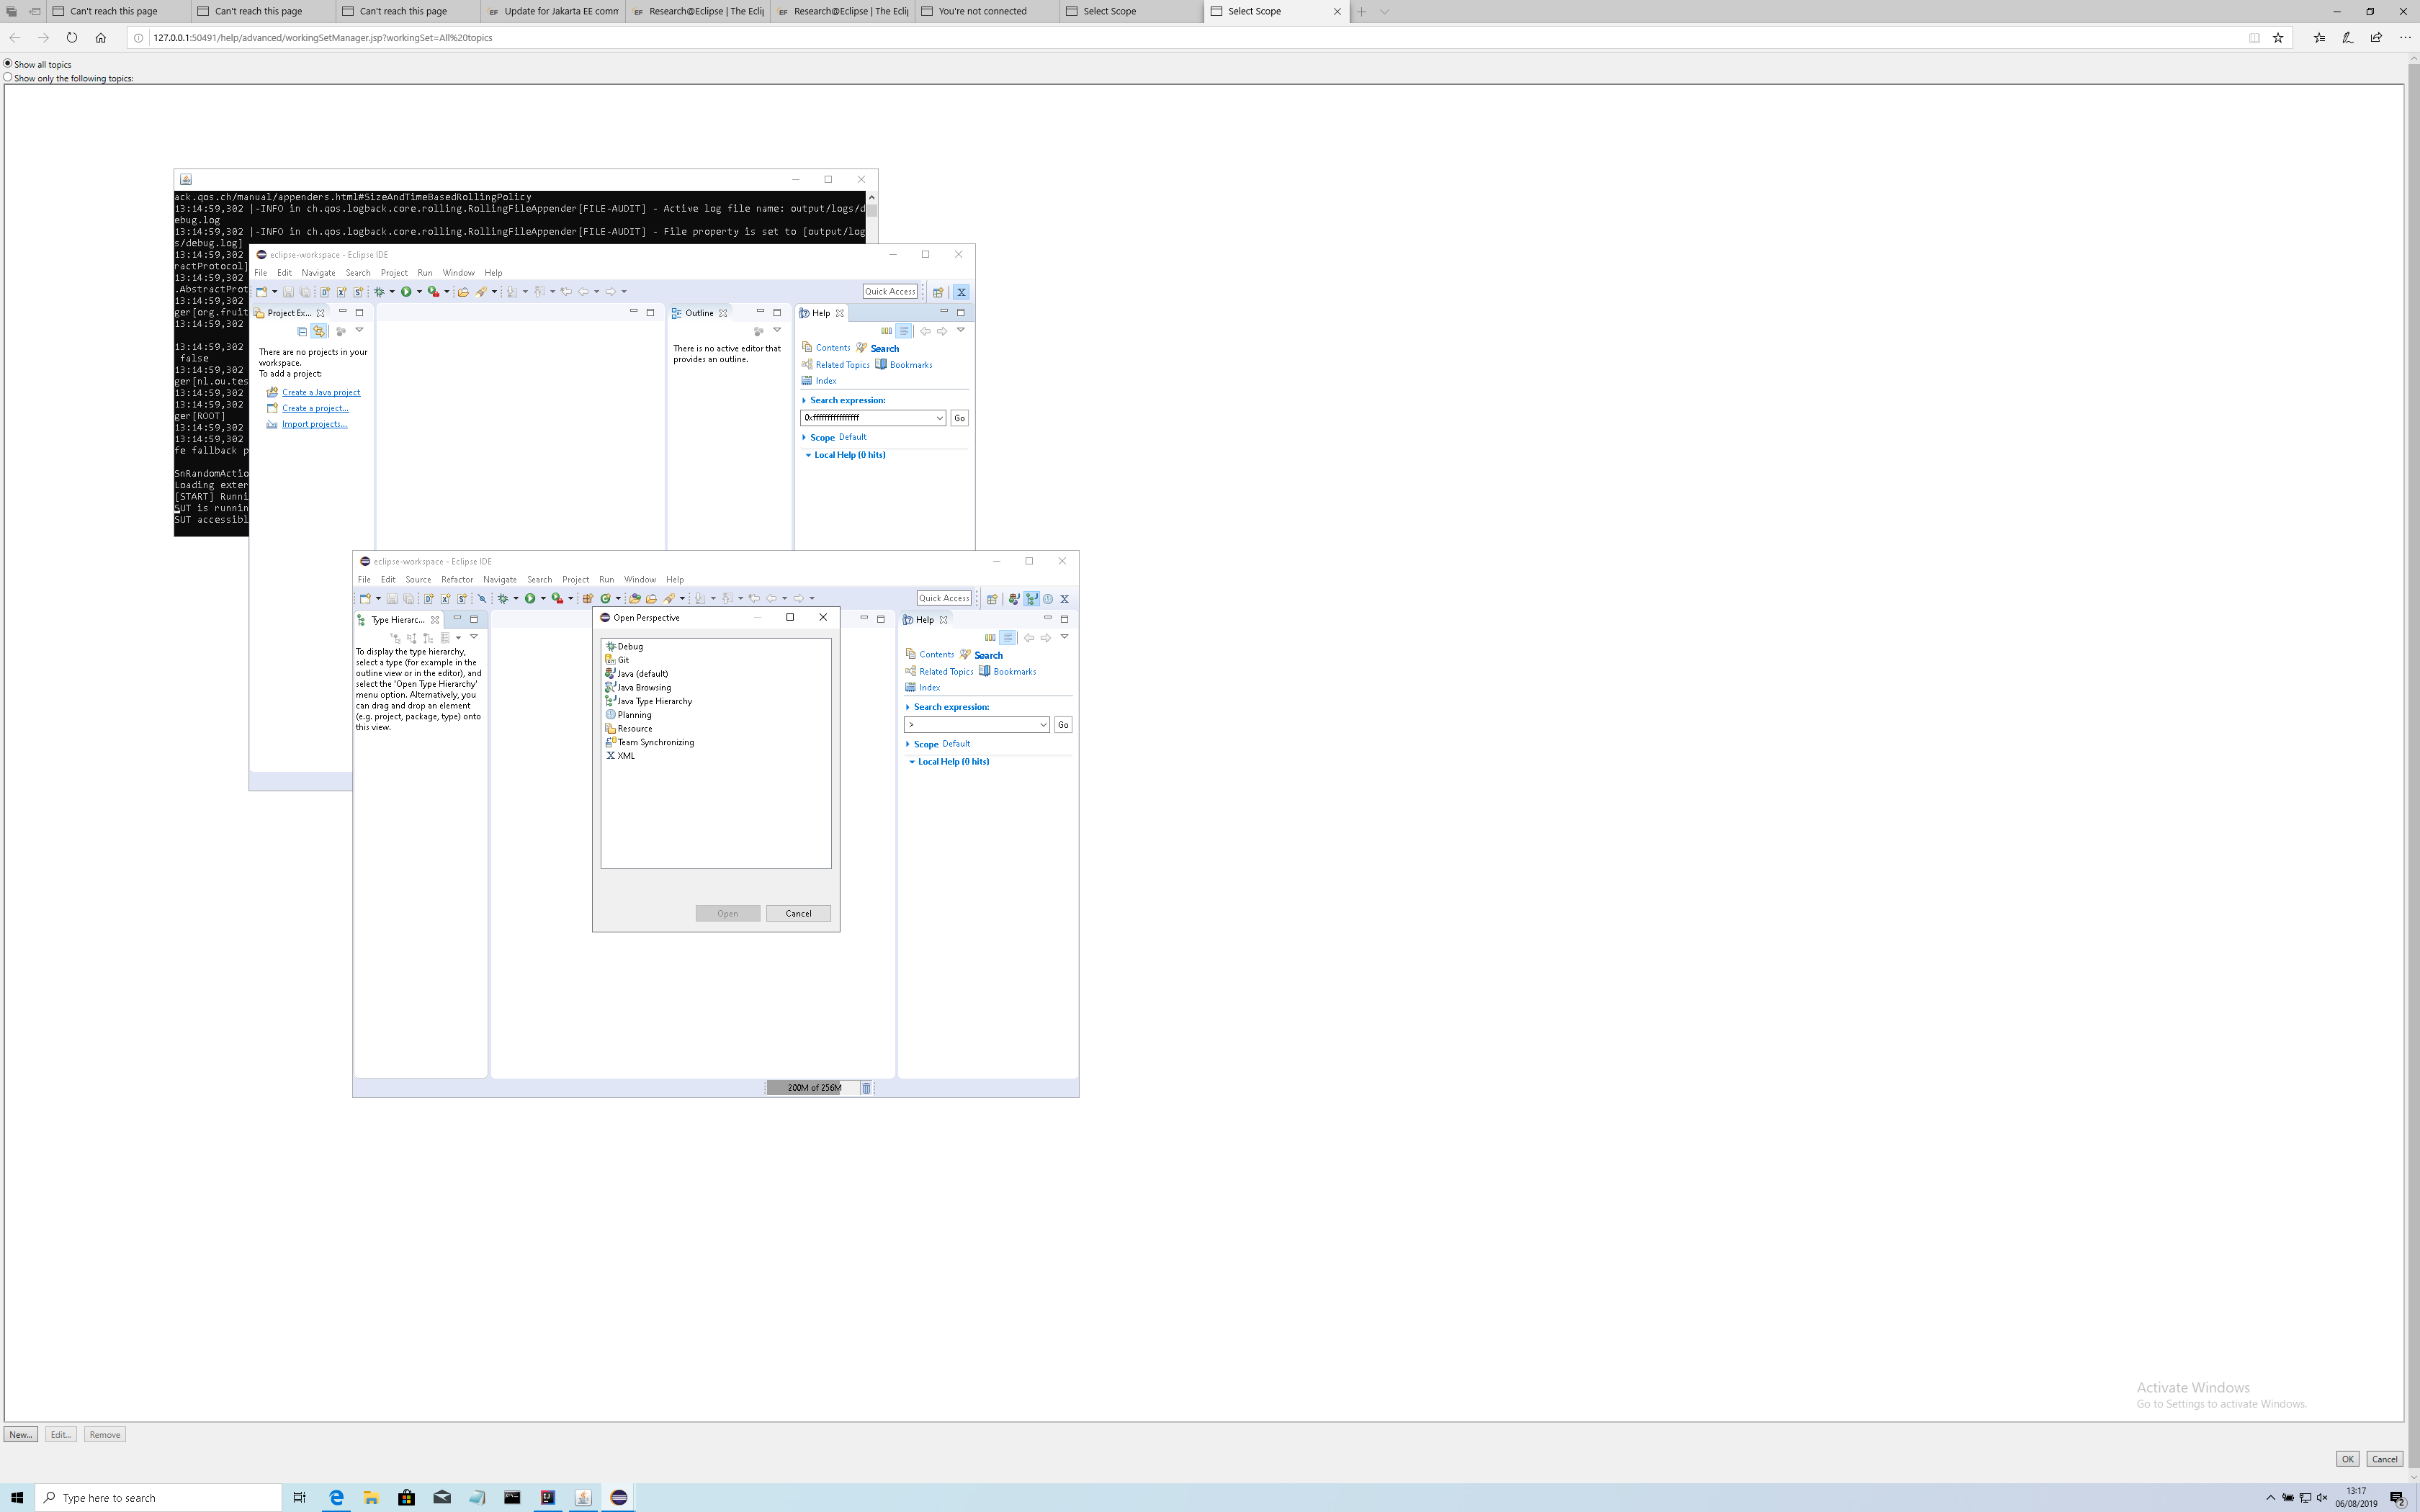 Can't reach this page
Can't reach this page
Can't reach this page
Update for Jakarta EE comm
Research@Eclipse | The Ecli
Research@Eclipse | The Ecli
You're not connected
Select Scope
Select Scope
127.0.0.1:50491/help/advanced/workingSetManager.jsp?workingSet=All%20topics
Show all topics
Show only the following topics:
ack.qos.ch/manual/appenders.html#SizeAndTimeBasedRollingPolicy
13:14:59,302 |-INFO in ch.qos.logback.core.rolling.RollingFileAppender[FILE-AUDIT] - Active log file name: output/logs/d
ebug.log
13:14:59,302 |-INFO in ch.qos.logback.core.rolling.RollingFileAppender[FILE-AUDIT] - File property is set to [output/log
s/debug.log]
13:14:59,302
ractProtocol]
13:14:59,302
.AbstractProt
13:14:59,302
ger[org.fruit
13:14:59,302
13:14:59,302
false
13:14:59,302
ger[nl.ou.tes
13:14:59,302
13:14:59,302
ger[ROOT]
13:14:59,302
13:14:59,302
fe fallback p
SnRandomActio
Loading exter
[START] Runni
SUT is runnin
SUT accessibl
eclipse-workspace - Eclipse IDE
File Edit Navigate Search Project Run Window Help
Quick Access
Project Ex...
There are no projects in your
workspace.
To add a project:
Create a Java project
Create a project...
Import projects...
Outline
There is no active editor that
provides an outline.
Help
Contents Search
Related Topics Bookmarks
Index
Search expression:
0xffffffffffffffff Go
Scope Default
Local Help (0 hits)
eclipse-workspace - Eclipse IDE
File Edit Source Refactor Navigate Search Project Run Window Help
Quick Access
Type Hierarc...
To display the type hierarchy,
select a type (for example in the
outline view or in the editor), and
select the 'Open Type Hierarchy'
menu option. Alternatively, you
can drag and drop an element
(e.g. project, package, type) onto
this view.
Open Perspective
Debug
Git
Java (default)
Java Browsing
Java Type Hierarchy
Planning
Resource
Team Synchronizing
XML
Open Cancel
Help
Contents Search
Related Topics Bookmarks
Index
Search expression:
> Go
Scope Default
Local Help (0 hits)
200M of 256M
Activate Windows
Go to Settings to activate Windows.
New... Edit... Remove
OK Cancel
Type here to search
13:17
06/08/2019
2